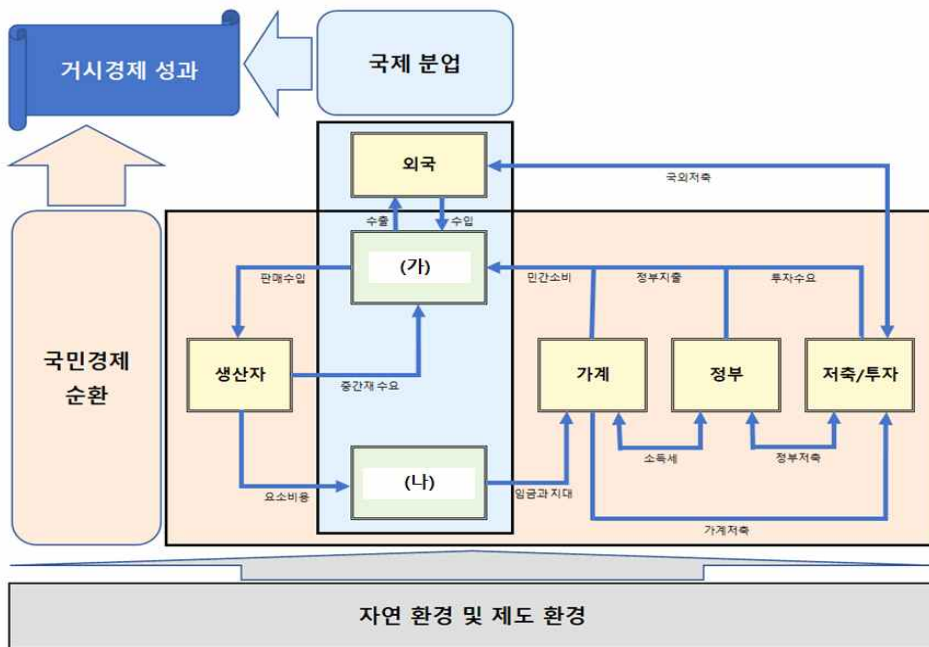 거시경제 성과
국제 분업
외국
국외저축
수출
수입
(가)
판매수입
민간소비
정부지출
투자수요
국민경제
순환
생산자
중간재 수요
가계
정부
저축/투자
소득세
정부저축
(나)
요소비용
임금과 지대
가계저축
자연 환경 및 제도 환경